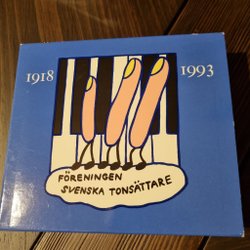 1918 1993
FÖRENINGEN
SVENSKA TONSÄTTARE